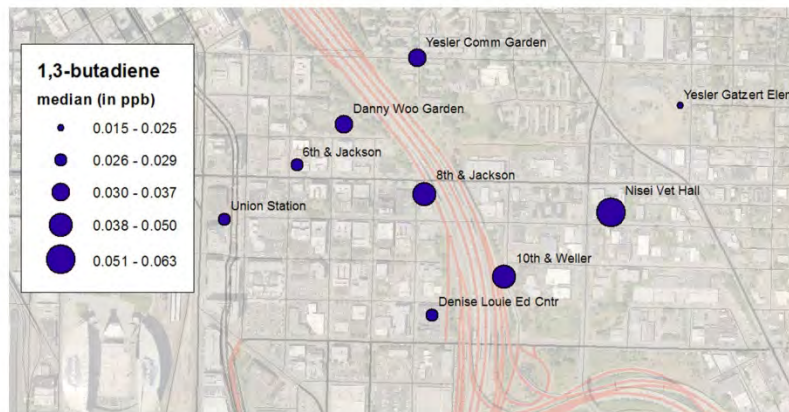 1,3-butadiene
median (in ppb)
0.015 - 0.025
0.026 - 0.029
0.030 - 0.037
0.038 - 0.050
0.051 - 0.063
Yesler Comm Garden
Yesler Gatzert Elem
Danny Woo Garden
6th & Jackson
8th & Jackson
Nisei Vet Hall
Union Station
10th & Weller
Denise Louie Ed Cntr